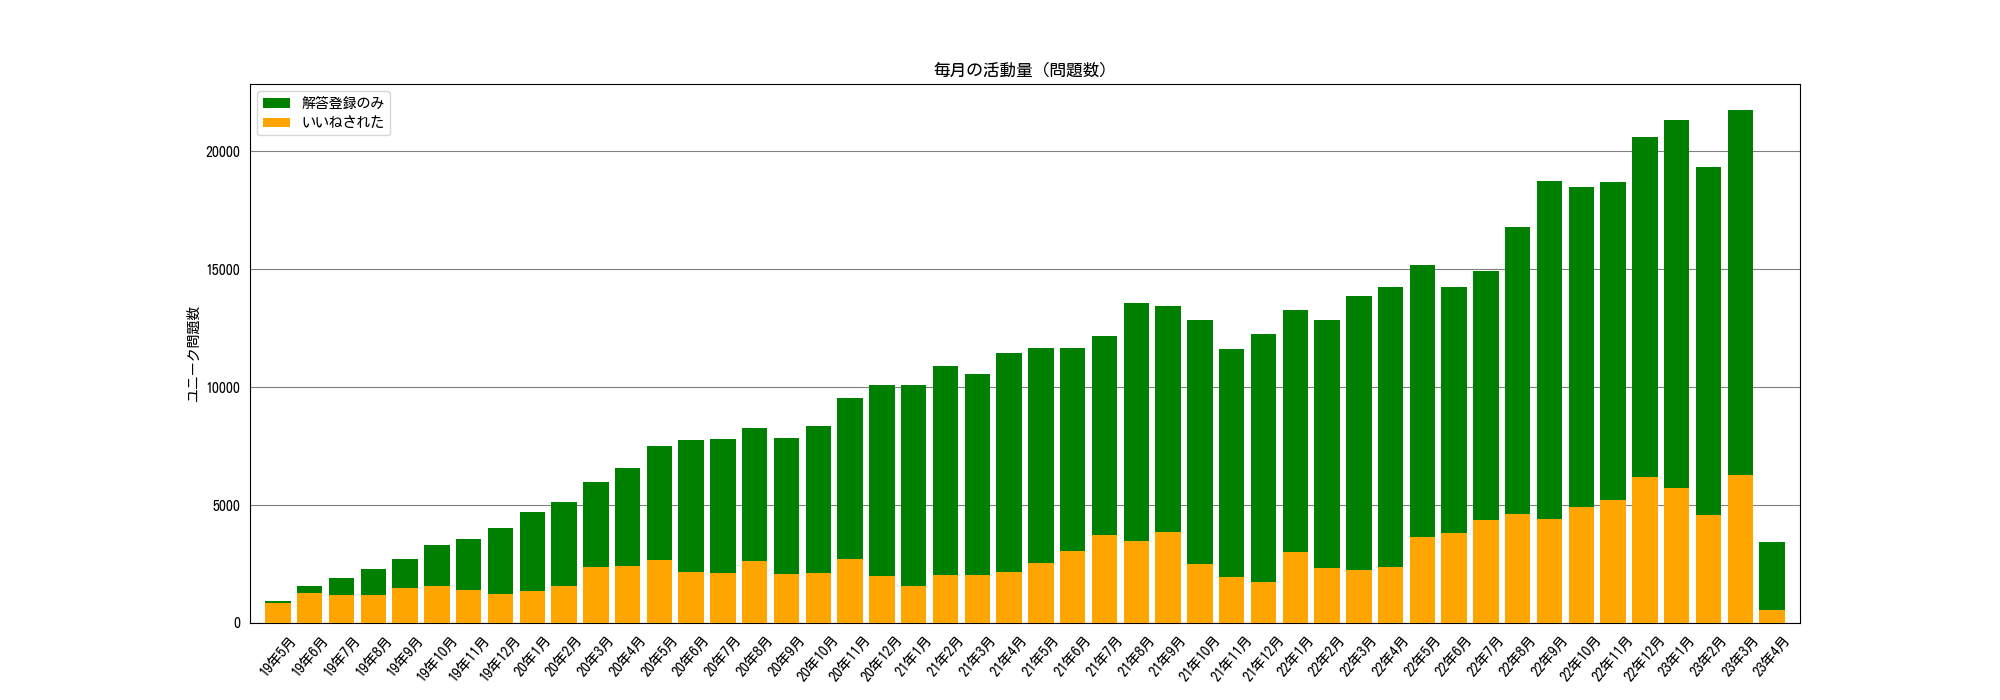 毎月の活動量（問題数）
解答登録のみ
いいねされた
ユニーク問題数
20000
15000
10000
5000
0
19年5月
19年6月
19年7月
19年8月
19年9月
19年10月
19年11月
19年12月
20年1月
20年2月
20年3月
20年4月
20年5月
20年6月
20年7月
20年8月
20年9月
20年10月
20年11月
20年12月
21年1月
21年2月
21年3月
21年4月
21年5月
21年6月
21年7月
21年8月
21年9月
21年10月
21年11月
21年12月
22年1月
22年2月
22年3月
22年4月
22年5月
22年6月
22年7月
22年8月
22年9月
22年10月
22年11月
22年12月
23年1月
23年2月
23年3月
23年4月